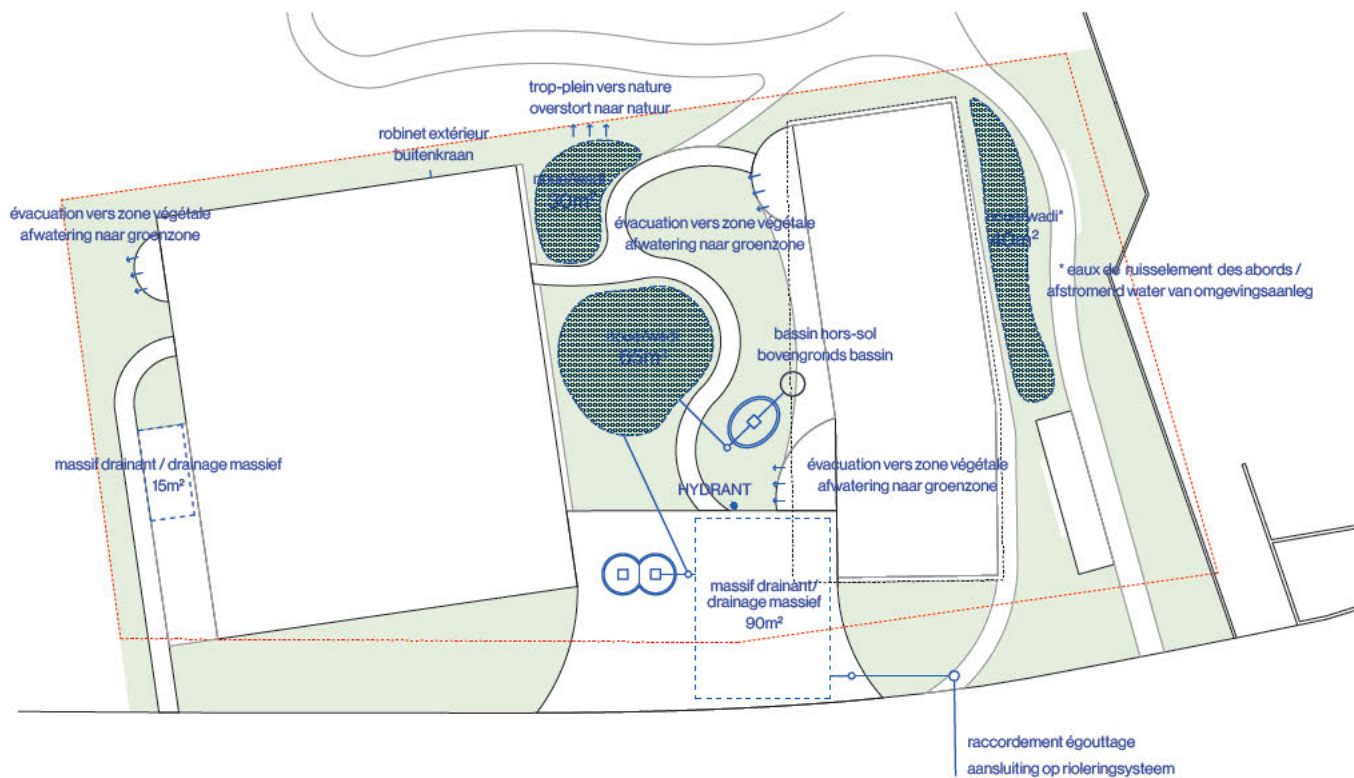 trop-plein vers nature
overstort naar natuur
robinet extérieur
buitenkraan
évacuation vers zone végétale
afwatering naar groenzone
évacuation vers zone végétale
afwatering naar groenzone
* eaux de ruisselement des abords /
afstromend water van omgevingsaanleg
bassin hors-sol
bovengronds bassin
massif drainant / drainage massief
15m²
évacuation vers zone végétale
afwatering naar groenzone
HYDRANT
massif drainant/
drainage massief
90m²
raccordement égouttage
aansluiting op rioleringsysteem